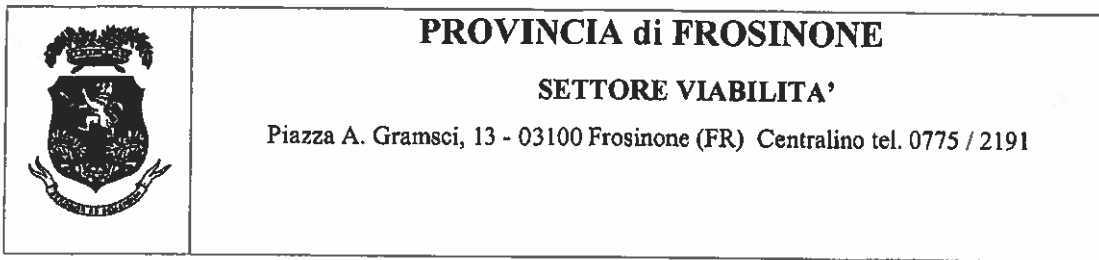 PROVINCIA di FROSINONE
SETTORE VIABILITA'
Piazza A. Gramsci, 13 - 03100 Frosinone (FR) Centralino tel. 0775 / 2191